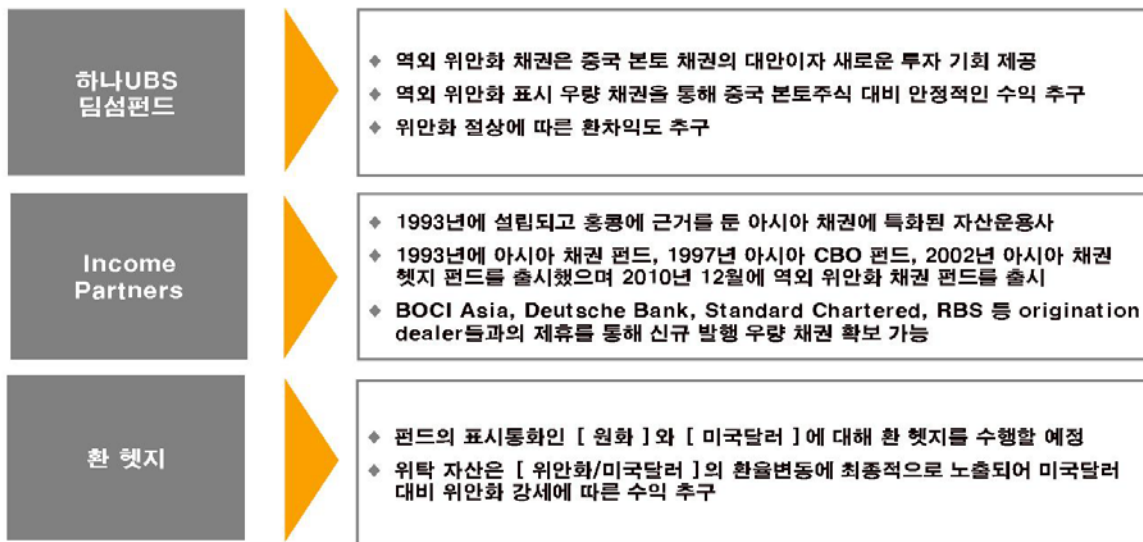 하나UBS
딤섬펀드
◆ 역외 위안화 채권은 중국 본토 채권의 대안이자 새로운 투자 기회 제공
◆ 역외 위안화 표시 우량 채권을 통해 중국 본토주식 대비 안정적인 수익 추구
◆ 위안화 절상에 따른 환차익도 추구
Income
Partners
◆ 1993년에 설립되고 홍콩에 근거를 둔 아시아 채권에 특화된 자산운용사
◆ 1993년에 아시아 채권 펀드, 1997년 아시아 CBO 펀드, 2002년 아시아 채권
헷지 펀드를 출시했으며 2010년 12월에 역외 위안화 채권 펀드를 출시
◆ BOCI Asia, Deutsche Bank, Standard Chartered, RBS 등 origination
dealer들과의 제휴를 통해 신규 발행 우량 채권 확보 가능
환 헷지
◆ 펀드의 표시통화인 [ 원화 ]와 [ 미국달러 ]에 대해 환 헷지를 수행할 예정
◆ 위탁 자산은 [ 위안화/미국달러 ]의 환율변동에 최종적으로 노출되어 미국달러
대비 위안화 강세에 따른 수익 추구